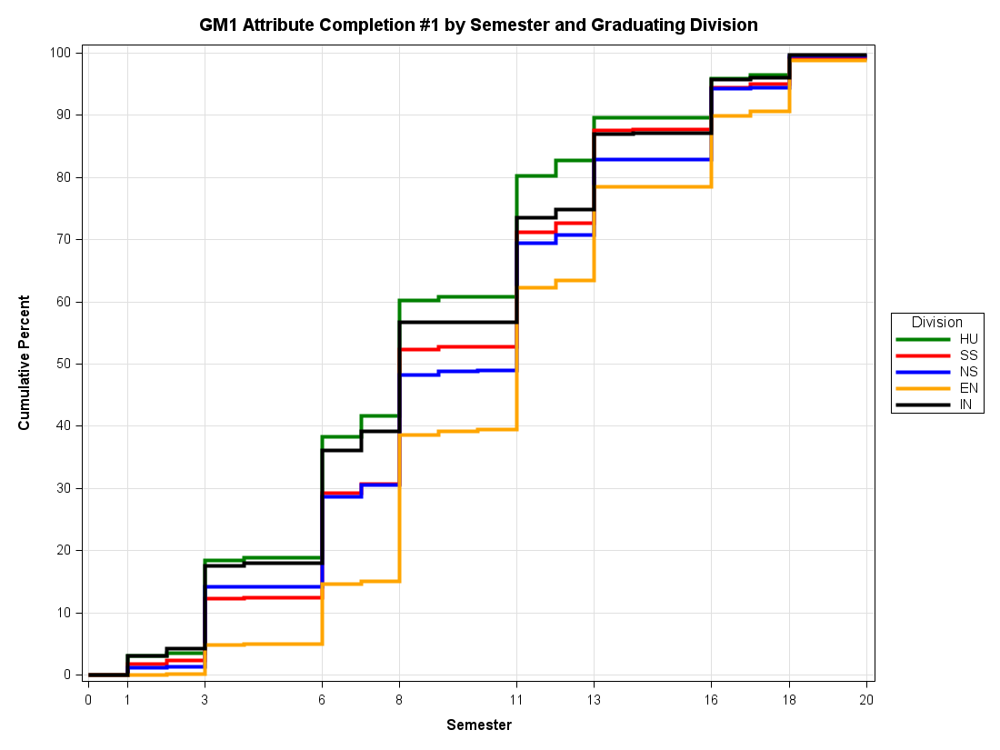 GM1 Attribute Completion #1 by Semester and Graduating Division
100
90
80
70
60
50
40
30
20
10
0
Cumulative Percent
0 1 3 6 8 11 13 16 18 20
Semester
Division
HU
SS
NS
EN
IN